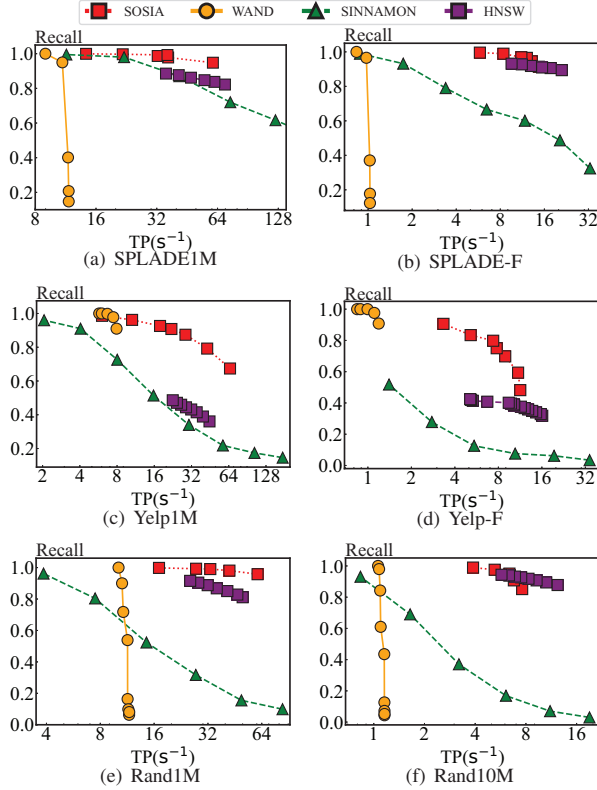 SOSIA WAND SINNAMON HNSW
Recall Recall
1.0 1.0
0.8 0.8
0.6 0.6
0.4 0.4
0.2 0.2
0.0
8 16 32 64 128 1 2 4 8 16 32
TP(s⁻¹) TP(s⁻¹)
(a) SPLADE1M (b) SPLADE-F
Recall Recall
1.0 1.0
0.8 0.8
0.6 0.6
0.4 0.4
0.2 0.2
0.0
2 4 8 16 32 64 128 1 2 4 8 16 32
TP(s⁻¹) TP(s⁻¹)
(c) Yelp1M (d) Yelp-F
Recall Recall
1.0 1.0
0.8 0.8
0.6 0.6
0.4 0.4
0.2 0.2
0.0 0.0
4 8 16 32 64 1 2 4 8 16
TP(s⁻¹) TP(s⁻¹)
(e) Rand1M (f) Rand10M